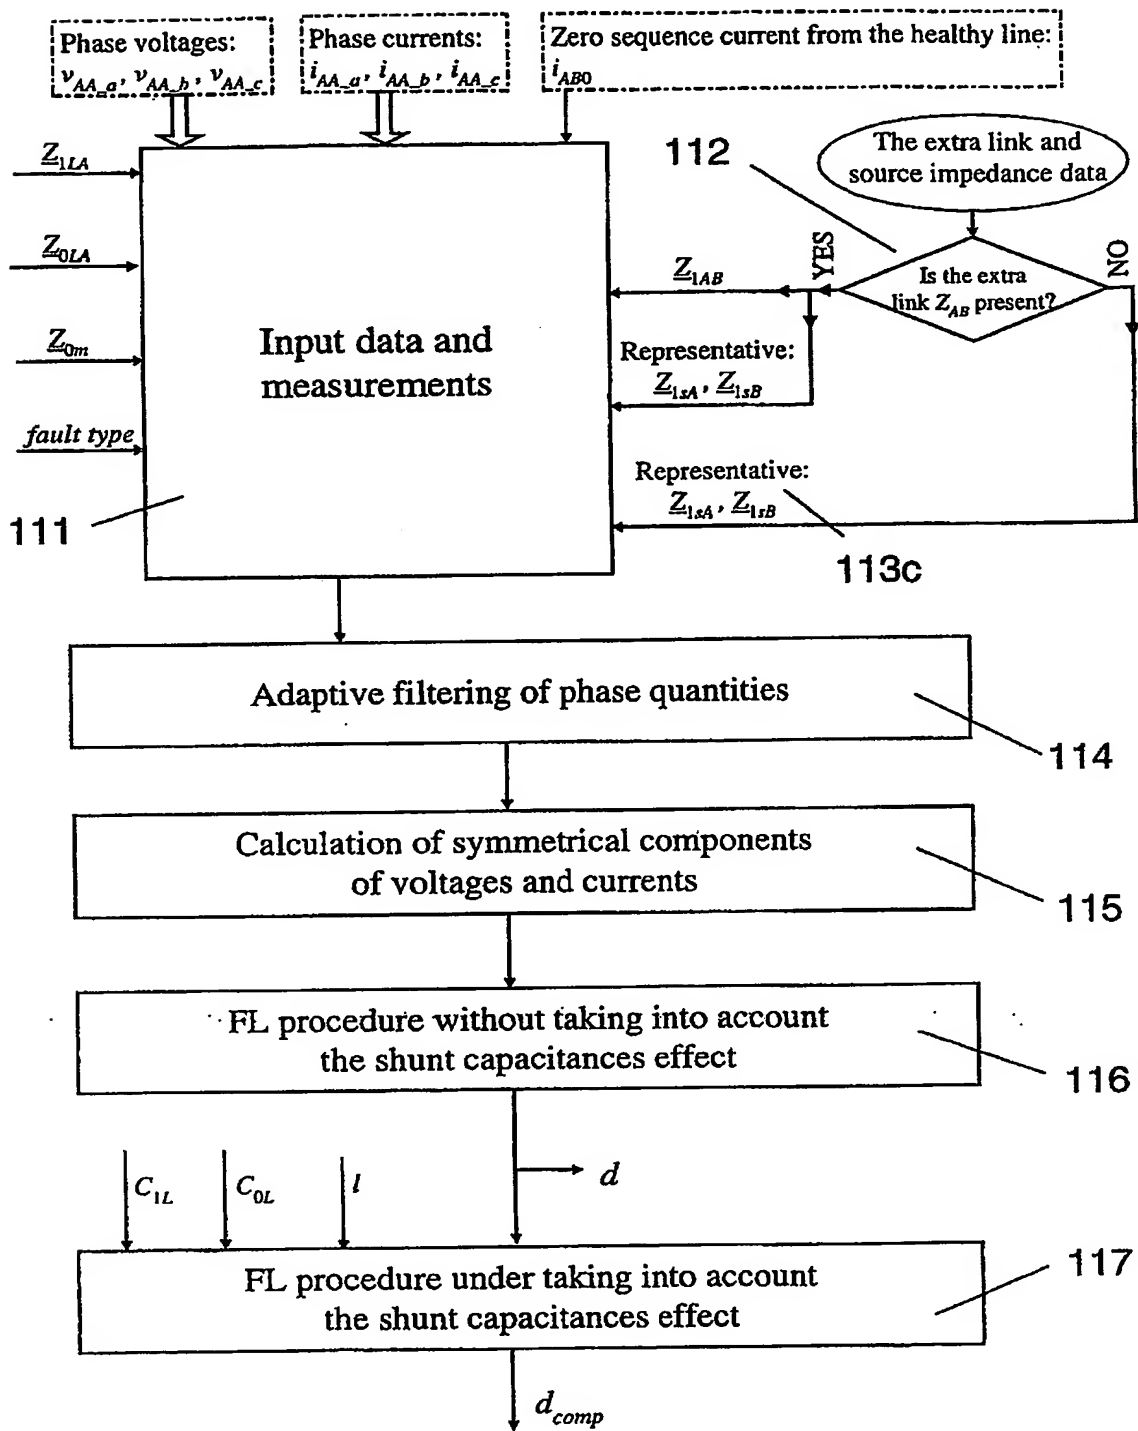 Phase voltages:
v_AA_a, v_AA_b, v_AA_c
Phase currents:
i_AA_a, i_AA_b, i_AA_c
Zero sequence current from the healthy line:
i_AB0
Z_1LA
Z_0LA
Z_0m
fault type
111
Input data and
measurements
112
The extra link and
source impedance data
YES
NO
Is the extra
link Z_AB present?
Z_1AB
Representative:
Z_1sA, Z_1sB
Representative:
Z_1sA, Z_1sB
113c
Adaptive filtering of phase quantities
114
Calculation of symmetrical components
of voltages and currents
115
FL procedure without taking into account
the shunt capacitances effect
116
C_1L
C_0L
l
d
FL procedure under taking into account
the shunt capacitances effect
117
d_comp